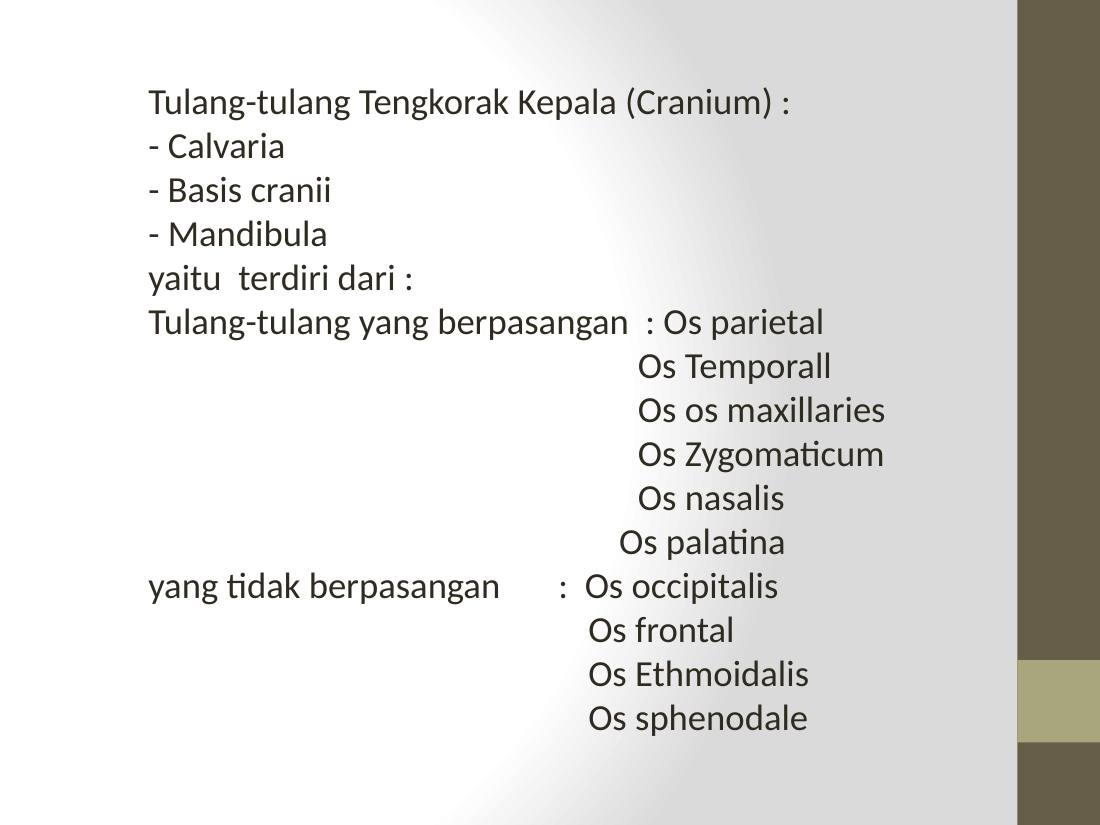 Tulang-tulang Tengkorak Kepala (Cranium) :
- Calvaria
- Basis cranii
- Mandibula
yaitu  terdiri dari :
Tulang-tulang yang berpasangan  : Os parietal
Os Temporall
Os os maxillaries
Os Zygomaticum
Os nasalis
Os palatina
yang tidak berpasangan       :  Os occipitalis
Os frontal
Os Ethmoidalis
Os sphenodale